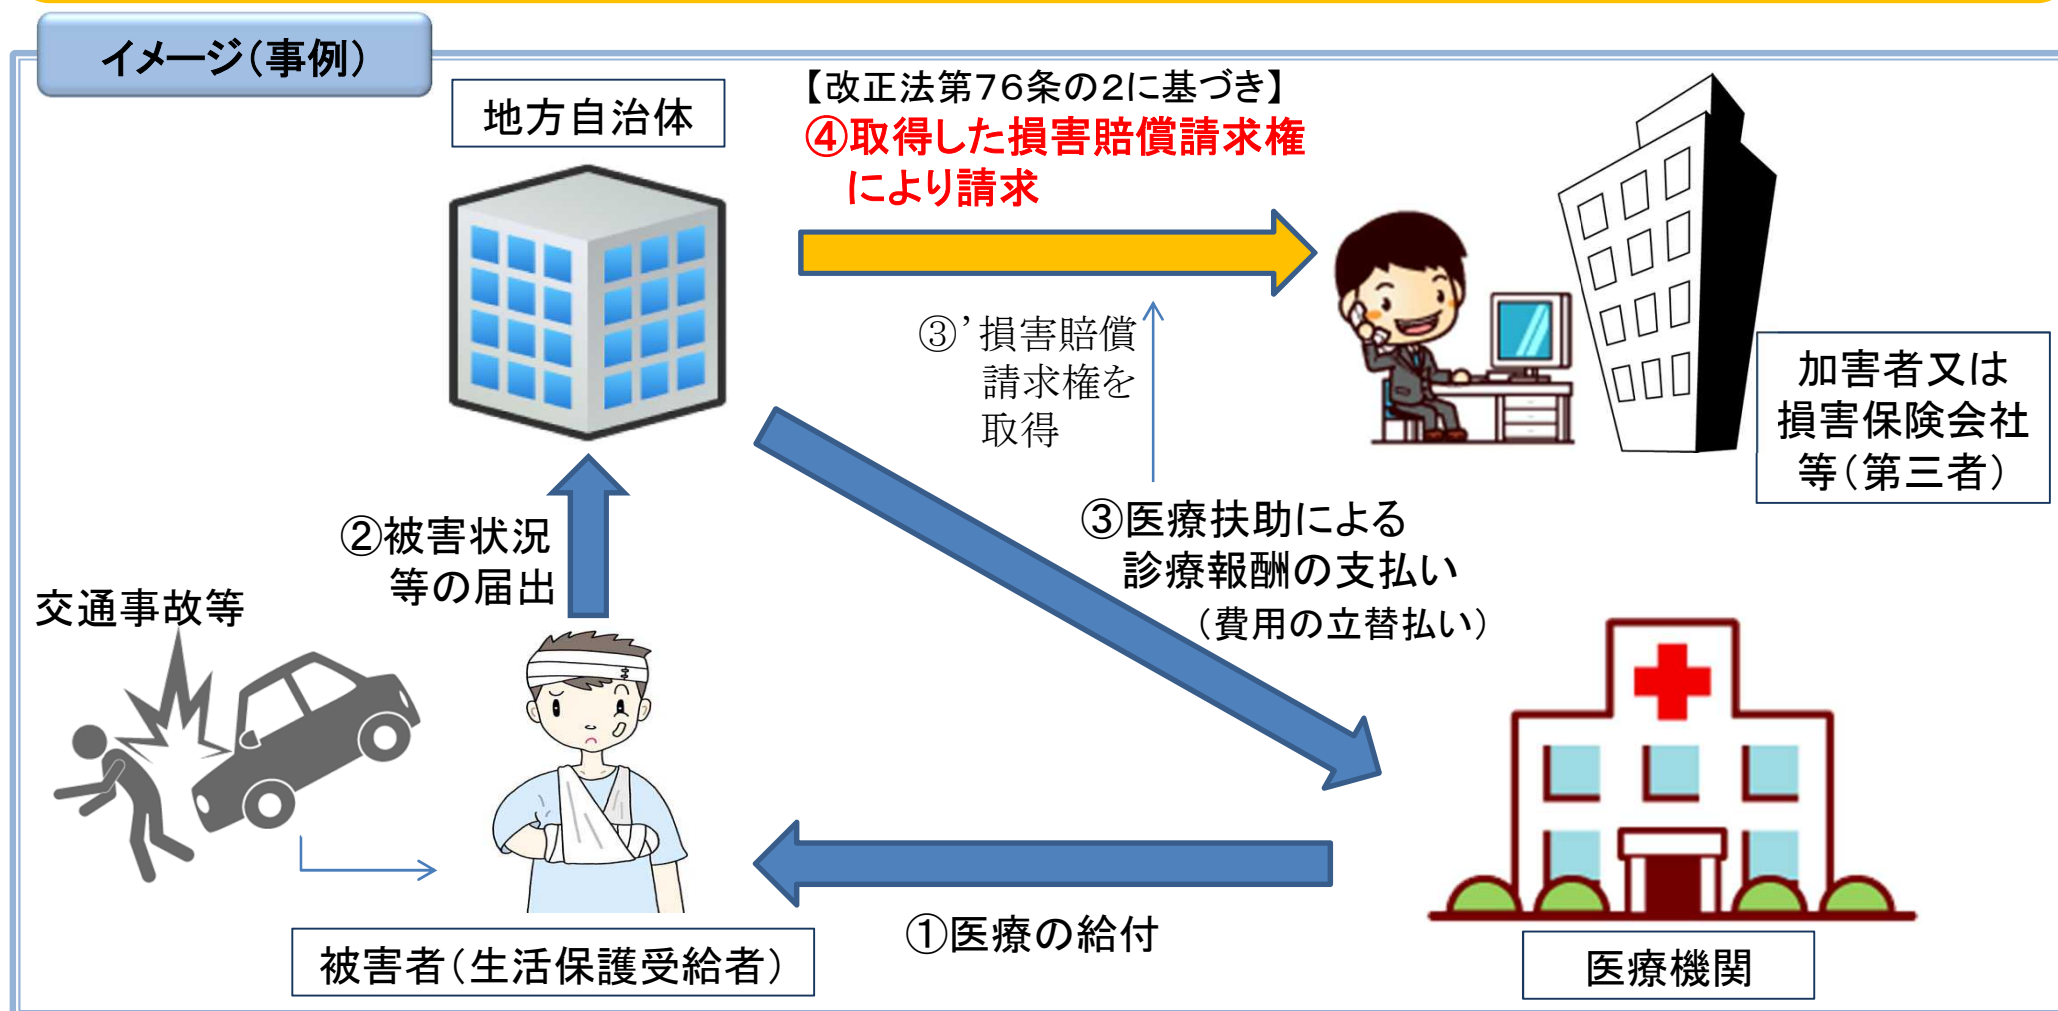 イメージ（事例）
地方自治体
【改正法第７６条の２に基づき】
④取得した損害賠償請求権
により請求
③’損害賠償
請求権を
取得
加害者又は
損害保険会社
等（第三者）
②被害状況
等の届出
③医療扶助による
診療報酬の支払い
（費用の立替払い）
交通事故等
①医療の給付
被害者（生活保護受給者）
医療機関